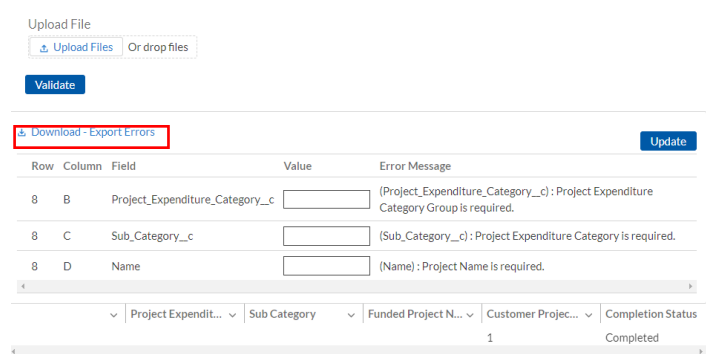 Upload File
Upload Files Or drop files
Validate
Download - Export Errors
Update
Row Column Field Value Error Message
8 B Project_Expenditure_Category__c (Project_Expenditure_Category__c) : Project Expenditure
Category Group is required.
8 C Sub_Category__c (Sub_Category__c) : Project Expenditure Category is required.
8 D Name (Name) : Project Name is required.
Project Expendit... Sub Category Funded Project N... Customer Projec... Completion Status
1 Completed